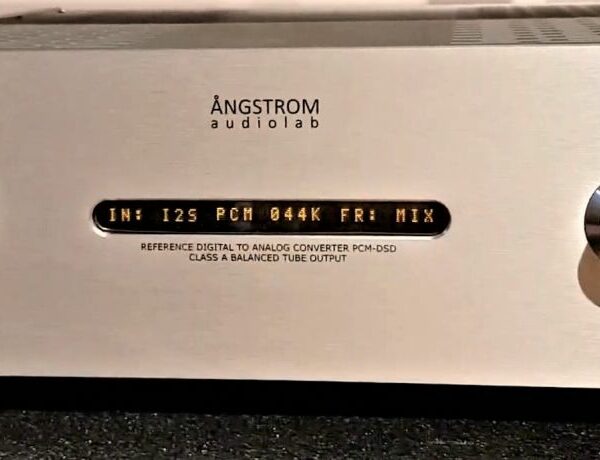 ÅNGSTROM
audiolab
IN: I2S PCM 044K FR: MIX
REFERENCE DIGITAL TO ANALOG CONVERTER PCM-DSD
CLASS A BALANCED TUBE OUTPUT